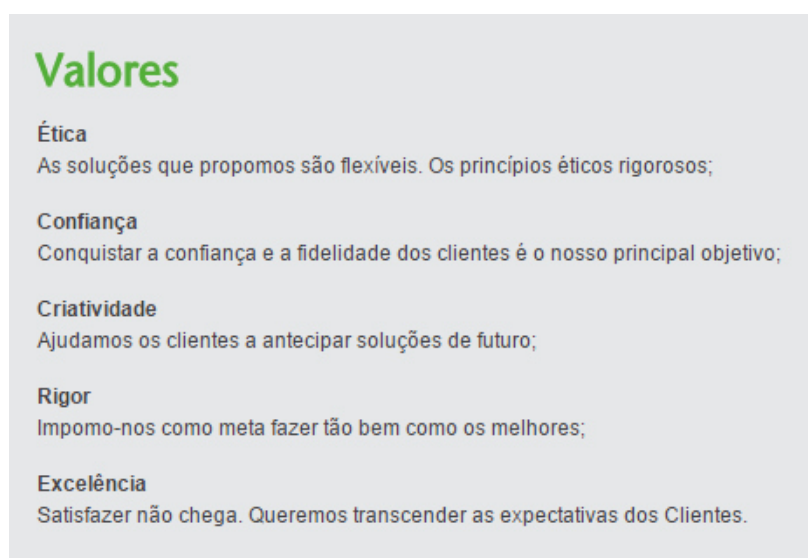 Valores
Ética
As soluções que propomos são flexíveis. Os princípios éticos rigorosos;
Confiança
Conquistar a confiança e a fidelidade dos clientes é o nosso principal objetivo;
Criatividade
Ajudamos os clientes a antecipar soluções de futuro;
Rigor
Impomo-nos como meta fazer tão bem como os melhores;
Excelência
Satisfazer não chega. Queremos transcender as expectativas dos Clientes.